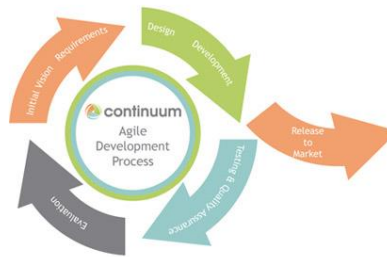 Initial Vision Requirements
Design Development
continuum
Agile
Development
Process
Release
to
Market
Testing & Quality Assurance
Evaluation